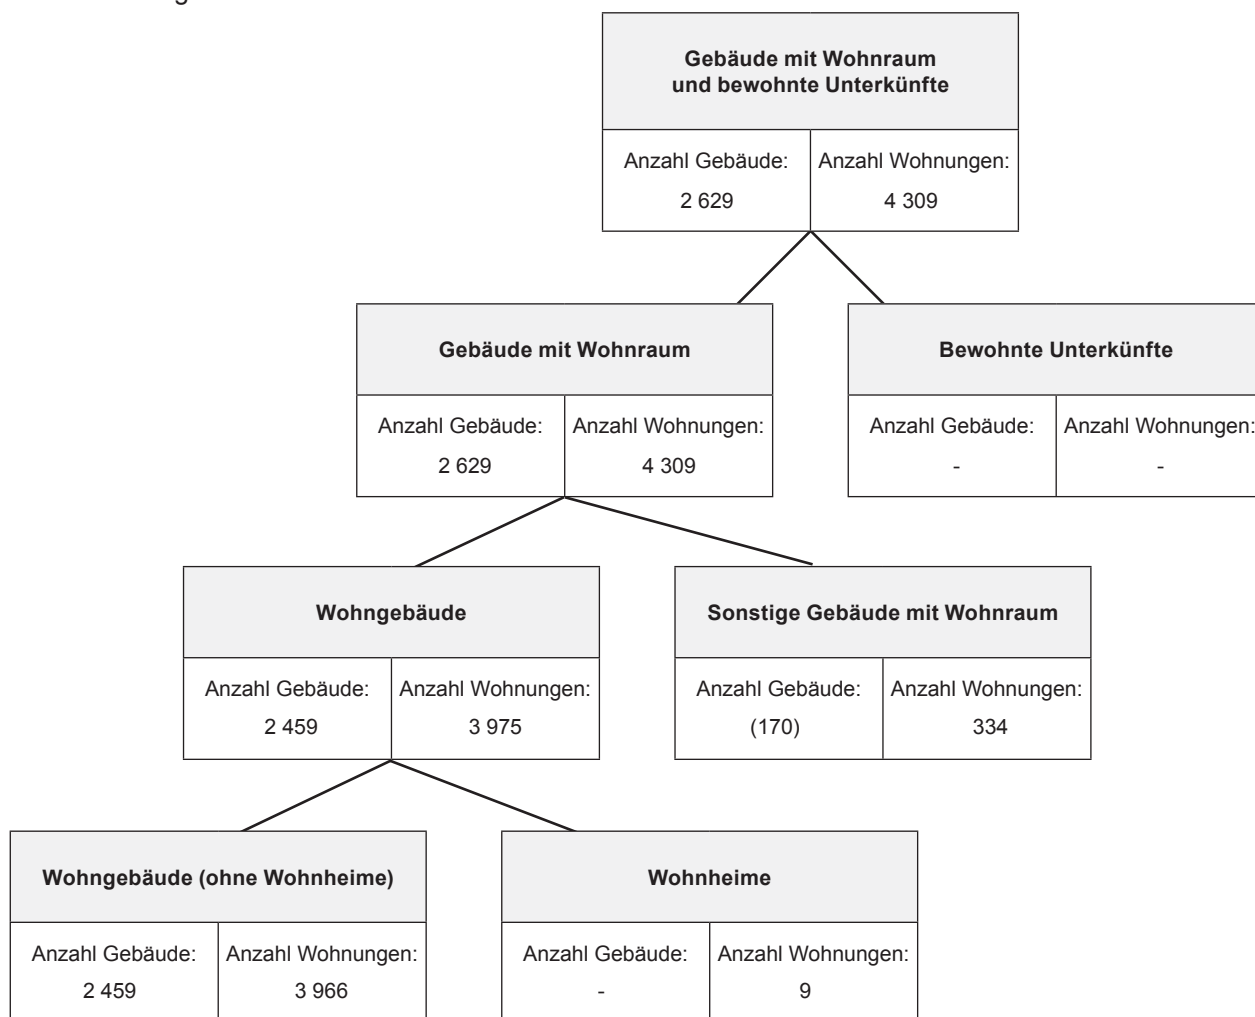 Gebäude mit Wohnraum
und bewohnte Unterkünfte
Anzahl Gebäude: Anzahl Wohnungen:
2 629 4 309
Gebäude mit Wohnraum
Anzahl Gebäude: Anzahl Wohnungen:
2 629 4 309
Bewohnte Unterkünfte
Anzahl Gebäude: Anzahl Wohnungen:
- -
Wohngebäude
Anzahl Gebäude: Anzahl Wohnungen:
2 459 3 975
Sonstige Gebäude mit Wohnraum
Anzahl Gebäude: Anzahl Wohnungen:
(170) 334
Wohngebäude (ohne Wohnheime)
Anzahl Gebäude: Anzahl Wohnungen:
2 459 3 966
Wohnheime
Anzahl Gebäude: Anzahl Wohnungen:
- 9